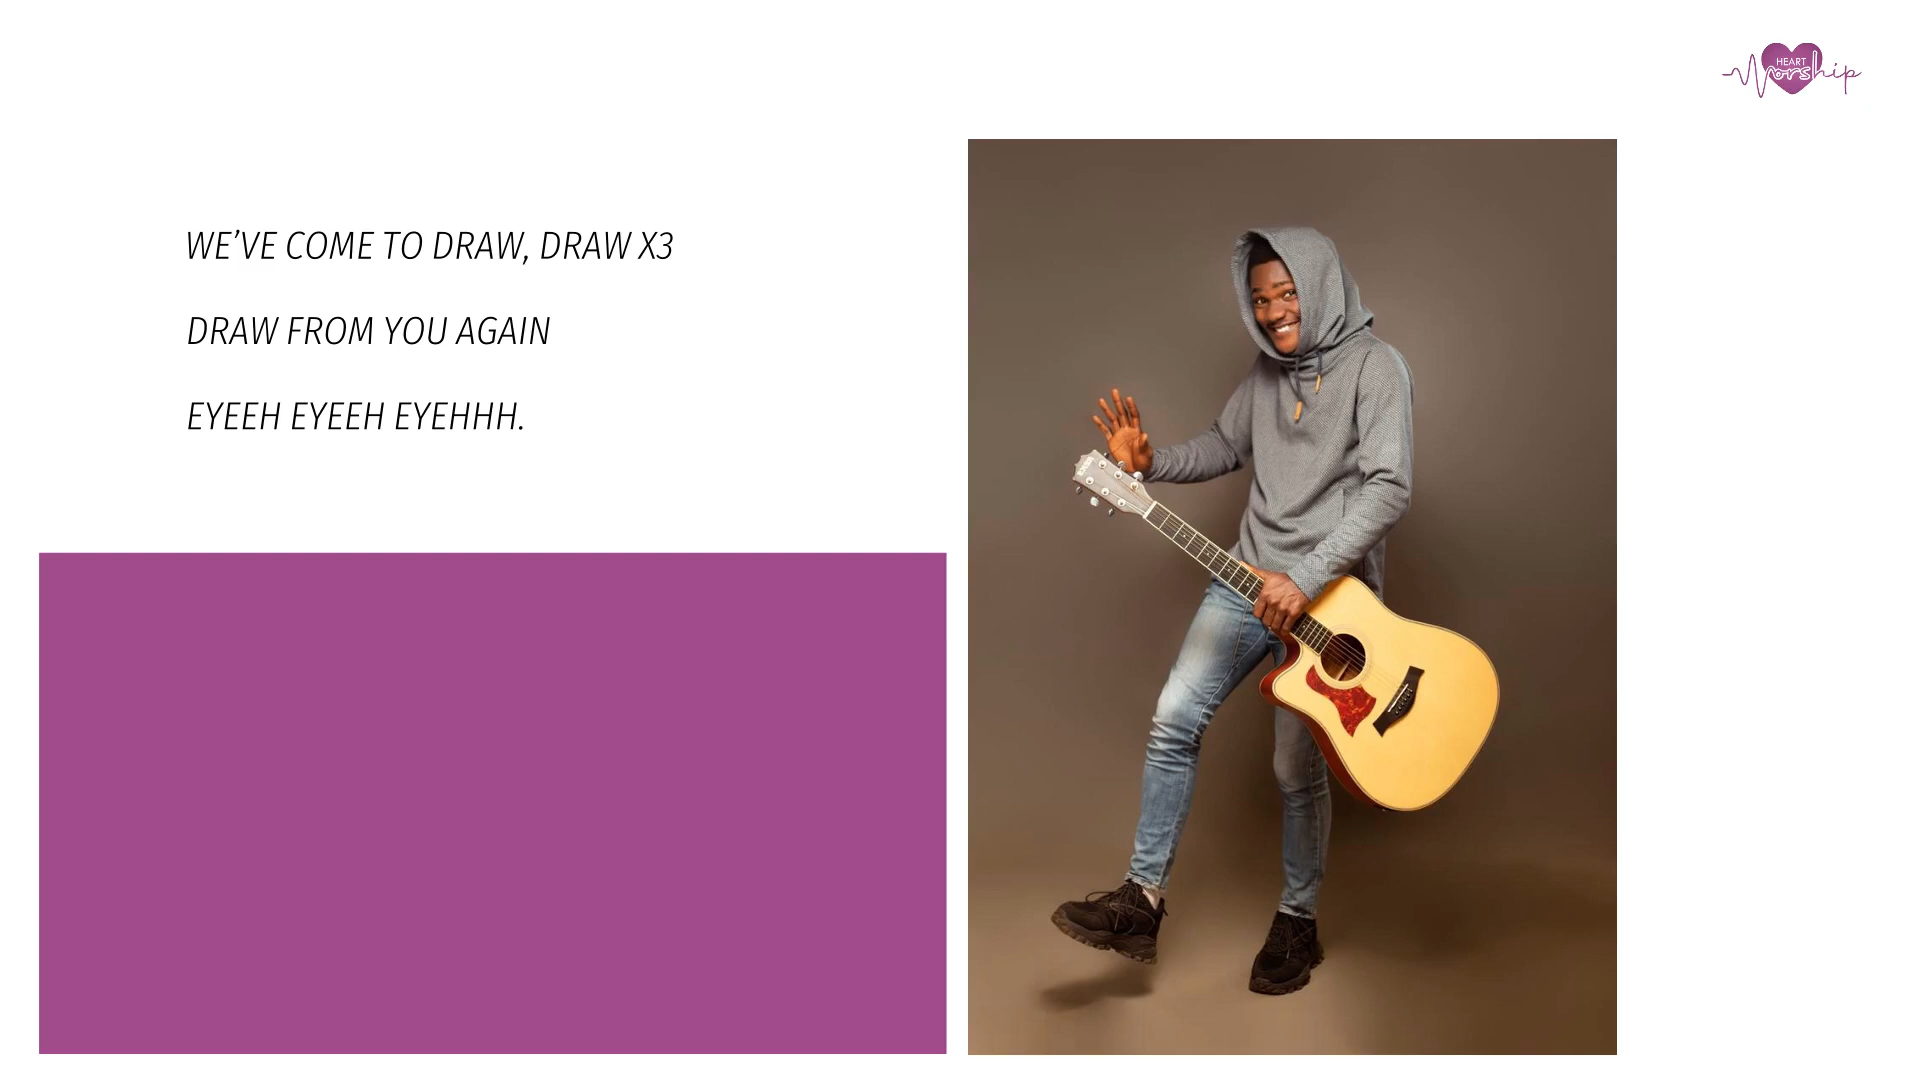 HEART
Worship
WE’VE COME TO DRAW, DRAW X3
DRAW FROM YOU AGAIN
EYEEH EYEEH EYEHHH.